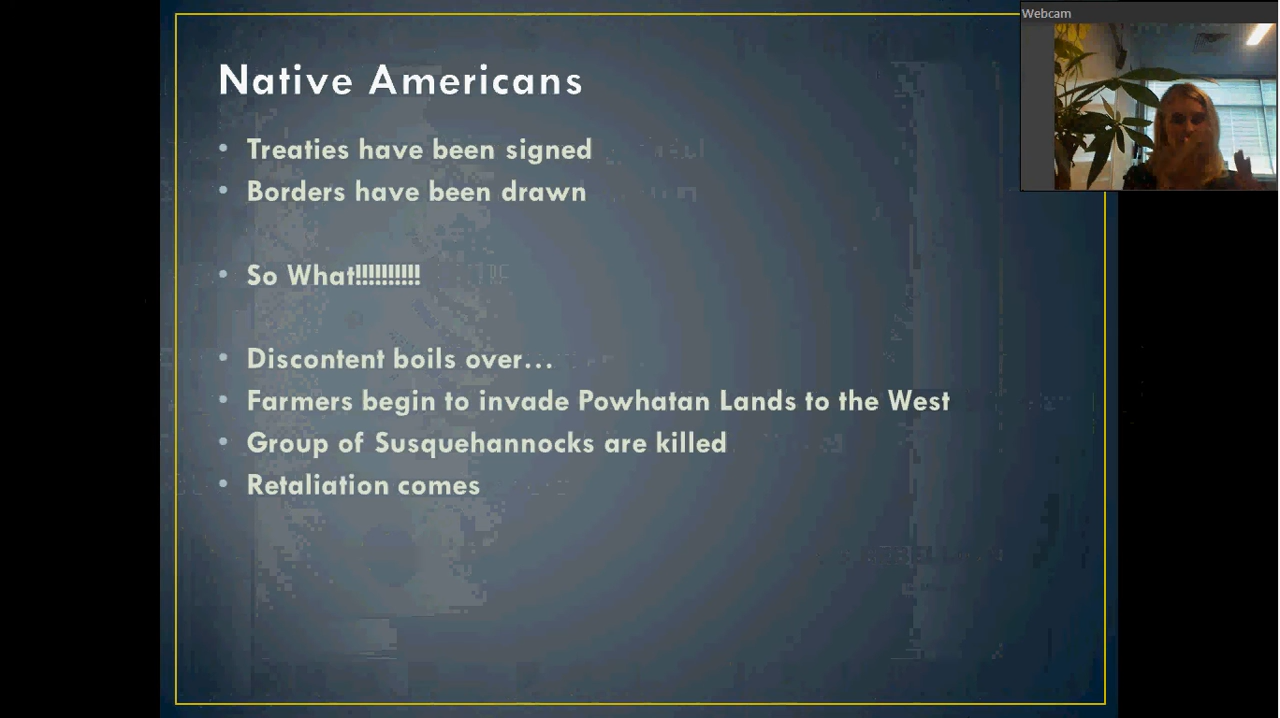 Webcam
Native Americans
• Treaties have been signed
• Borders have been drawn
• So What!!!!!!!!!!
• Discontent boils over...
• Farmers begin to invade Powhatan Lands to the West
• Group of Susquehannocks are killed
• Retaliation comes